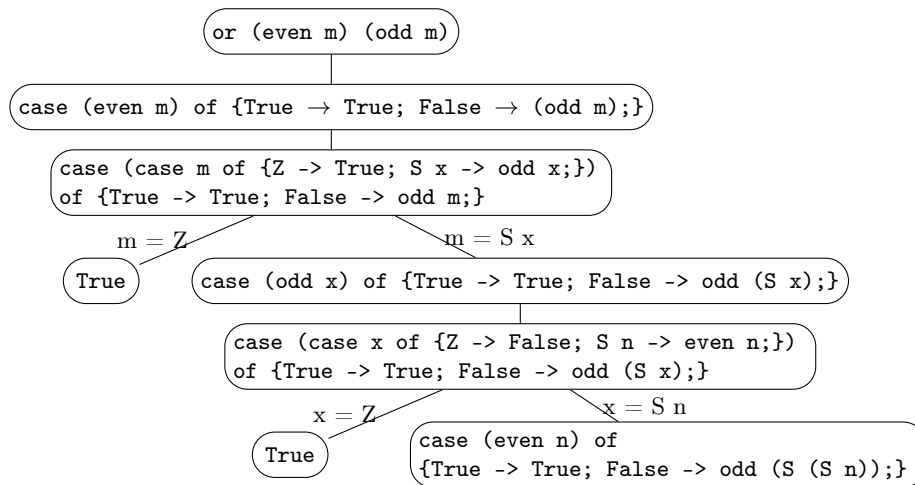 or (even m) (odd m)
case (even m) of {True → True; False → (odd m);}
case (case m of {Z -> True; S x -> odd x;})
of {True -> True; False -> odd m;}
m = Z
m = S x
True
case (odd x) of {True -> True; False -> odd (S x);}
case (case x of {Z -> False; S n -> even n;})
of {True -> True; False -> odd (S x);}
x = Z
x = S n
True
case (even n) of
{True -> True; False -> odd (S (S n));}